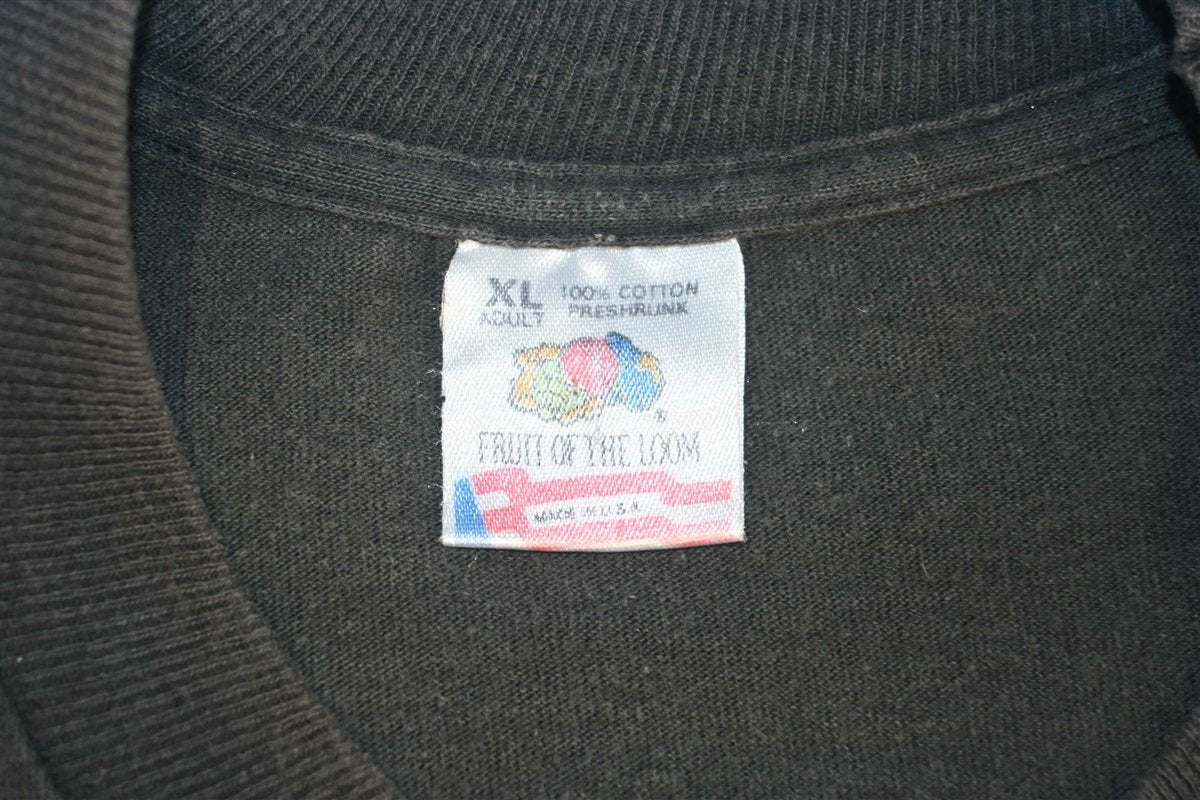 XL 100% COTTON
ADULT PRESHRUNK
®
FRUIT OF THE LOOM
MADE IN U.S.A.